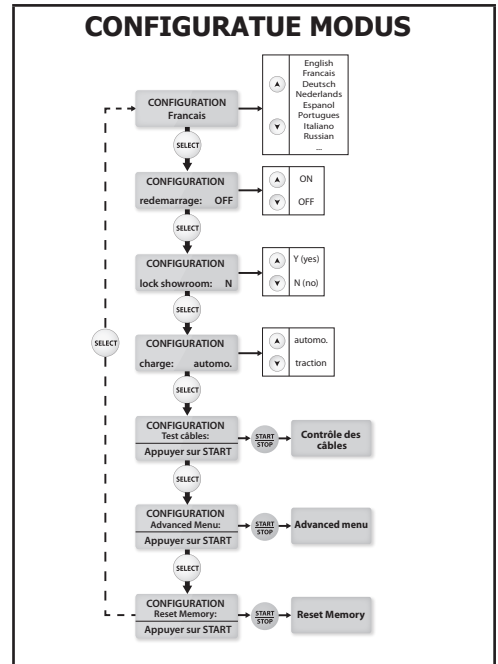 CONFIGURATUE MODUS
English
Francais
Deutsch
Nederlands
Espanol
Portugues
Italiano
Russian
...
CONFIGURATION
Francais
SELECT
CONFIGURATION
redemarrage: OFF
ON
OFF
SELECT
CONFIGURATION
lock showroom: N
Y (yes)
N (no)
SELECT
SELECT
CONFIGURATION
charge: automo.
automo.
traction
SELECT
CONFIGURATION
Test câbles:
Appuyer sur START
START
STOP
Contrôle des
câbles
SELECT
CONFIGURATION
Advanced Menu:
Appuyer sur START
START
STOP
Advanced menu
SELECT
CONFIGURATION
Reset Memory:
Appuyer sur START
START
STOP
Reset Memory